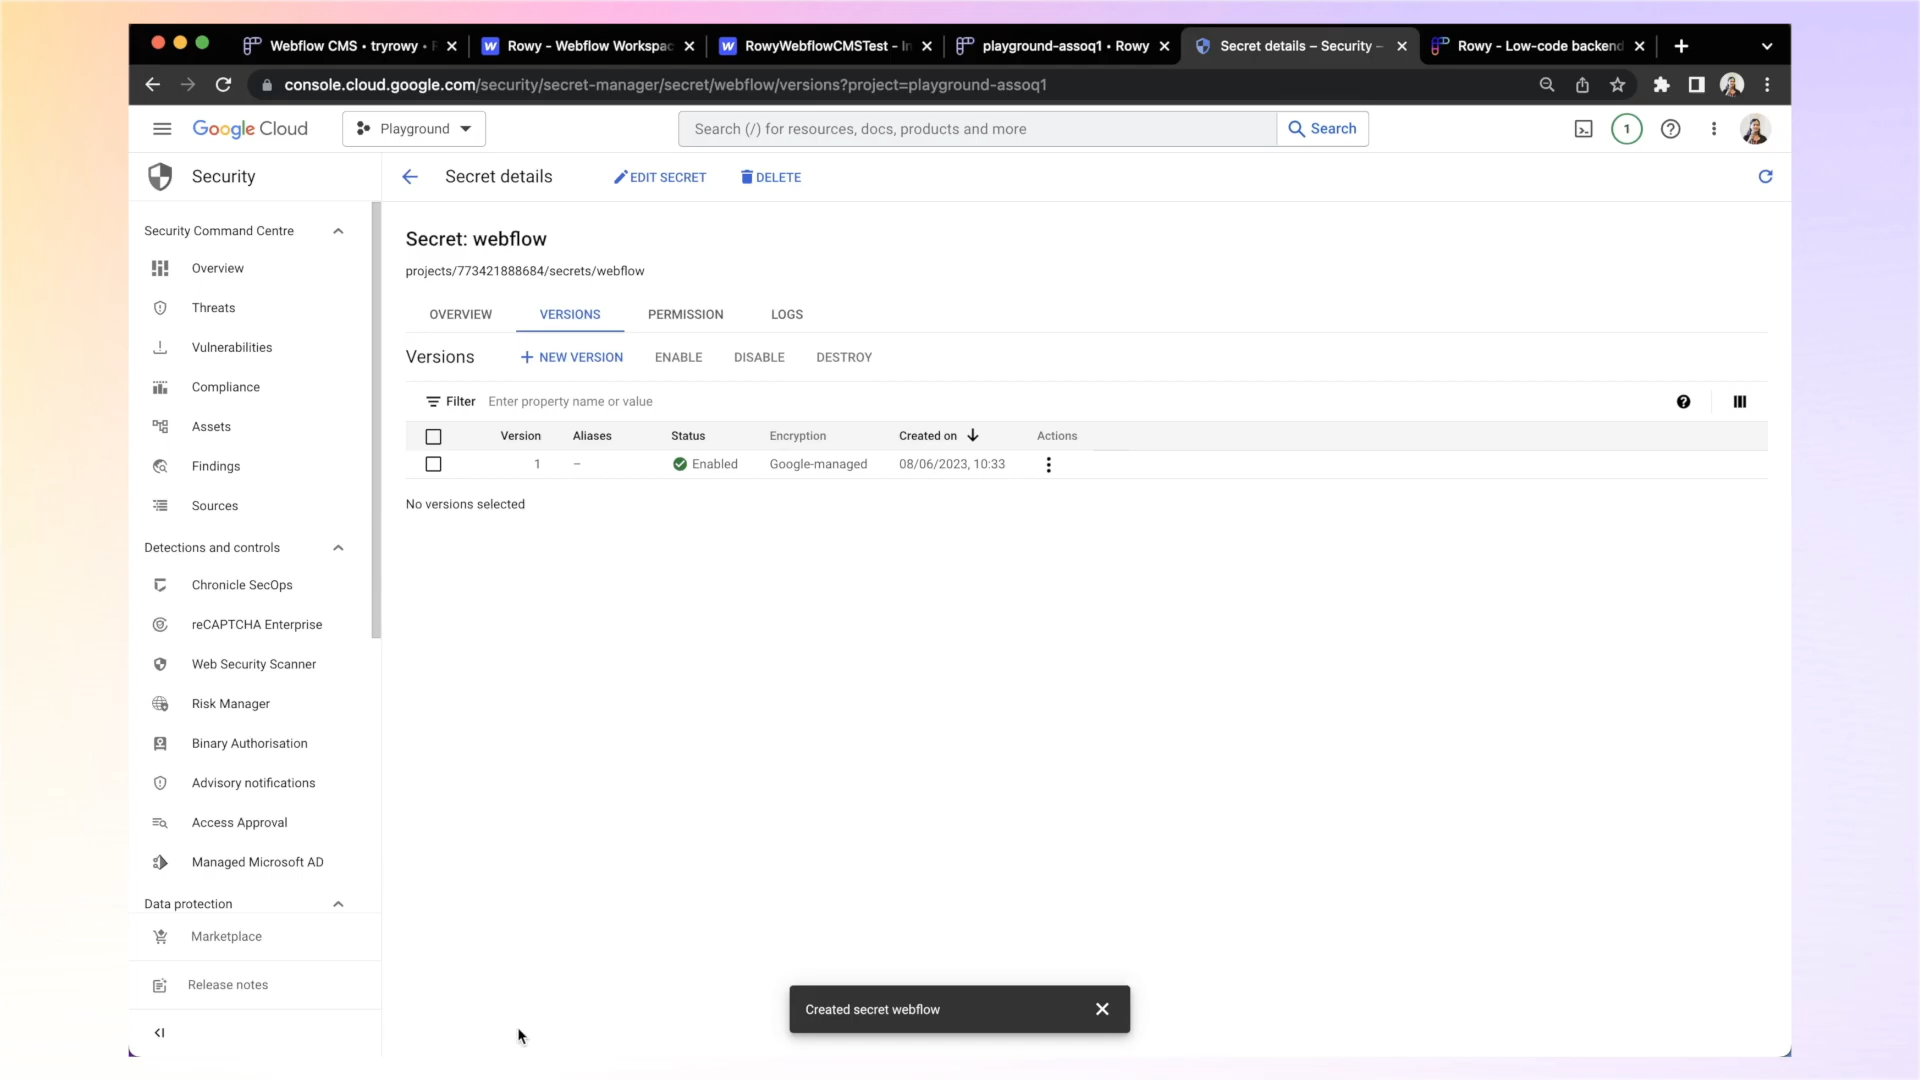 Webflow CMS • tryrowy •
Rowy - Webflow Workspac
RowyWebflowCMSTest - In
playground-assoq1 • Rowy
Secret details – Security –
Rowy - Low-code backend
console.cloud.google.com/security/secret-manager/secret/webflow/versions?project=playground-assoq1
Google Cloud
Playground
Search (/) for resources, docs, products and more
Search
1
Security
Secret details
EDIT SECRET
DELETE
Security Command Centre
Overview
Threats
Vulnerabilities
Compliance
Assets
Findings
Sources
Detections and controls
Chronicle SecOps
reCAPTCHA Enterprise
Web Security Scanner
Risk Manager
Binary Authorisation
Advisory notifications
Access Approval
Managed Microsoft AD
Data protection
Marketplace
Release notes
Secret: webflow
projects/773421888684/secrets/webflow
OVERVIEW
VERSIONS
PERMISSION
LOGS
Versions
NEW VERSION
ENABLE
DISABLE
DESTROY
Filter
Enter property name or value
Version Aliases Status Encryption Created on Actions
1 – Enabled Google-managed 08/06/2023, 10:33
No versions selected
Created secret webflow